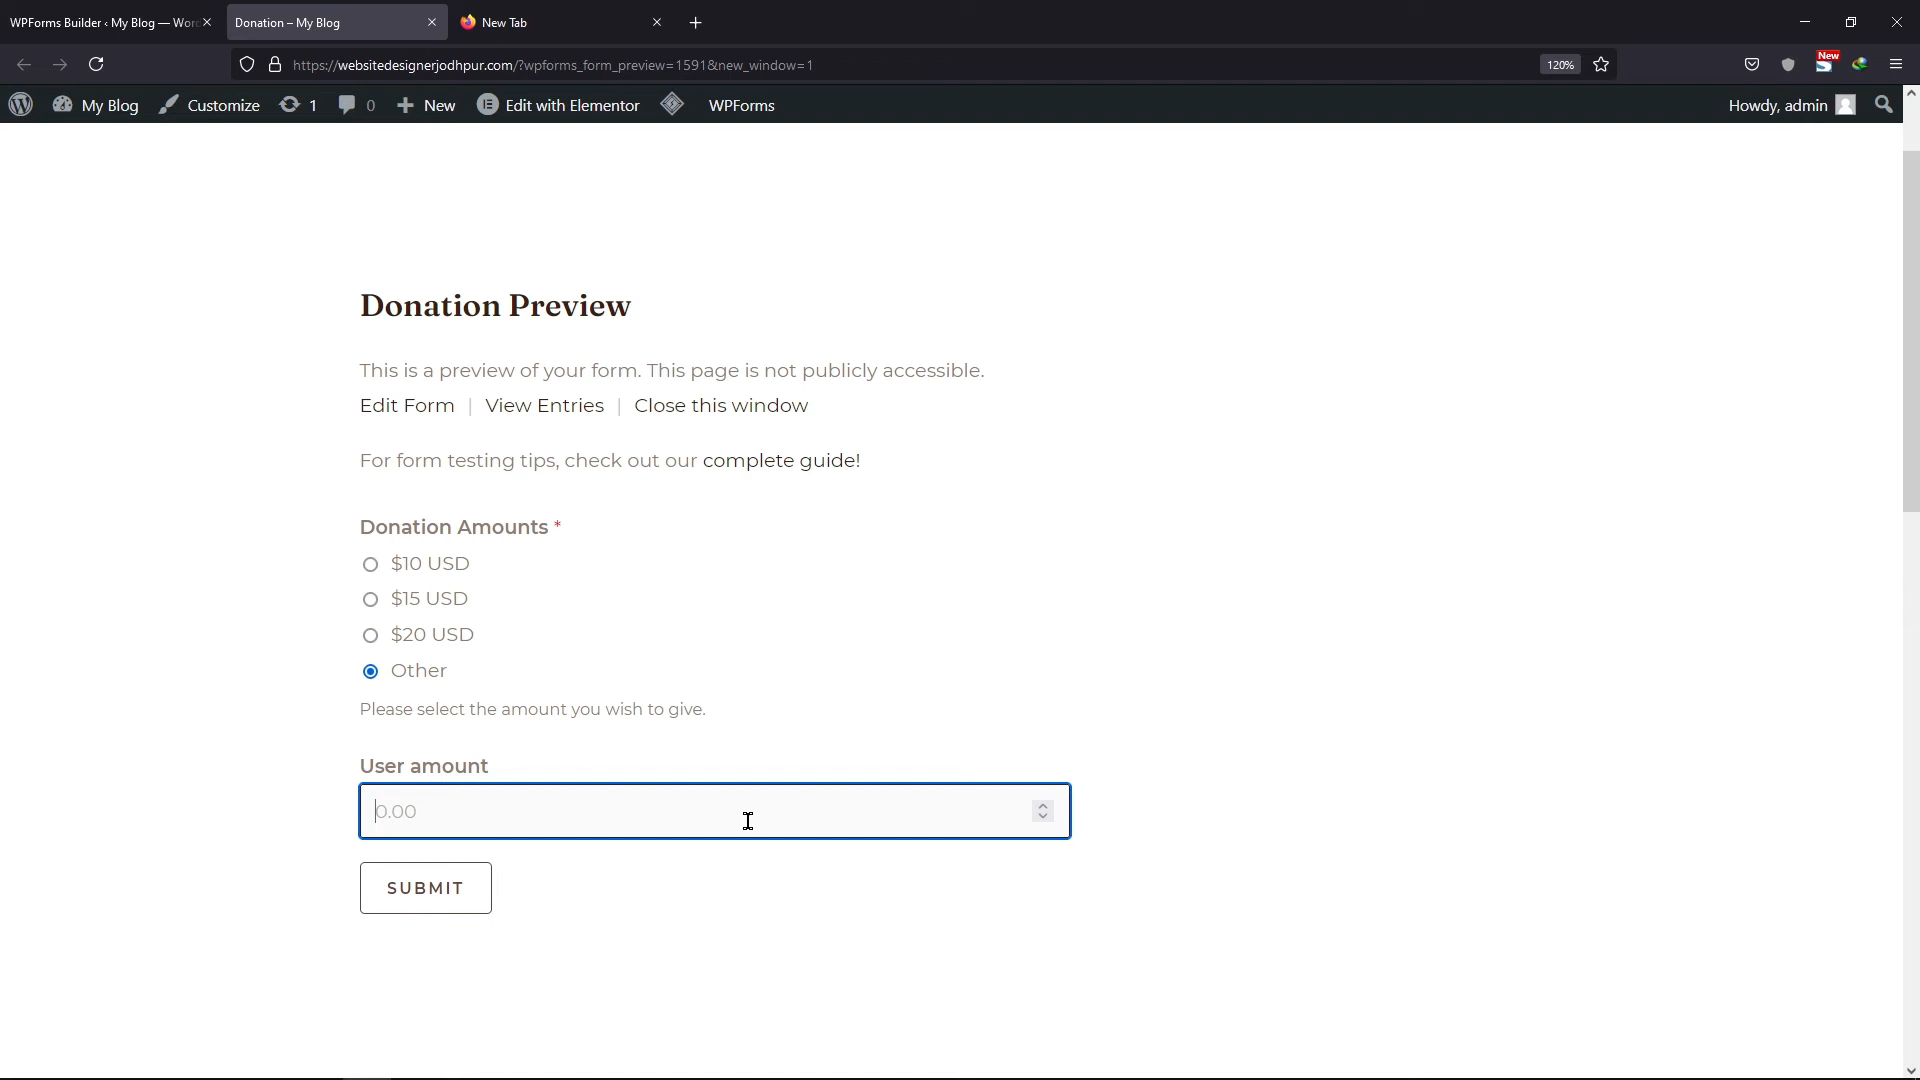 WPForms Builder ‹ My Blog — Wor
Donation – My Blog
New Tab
https://websitedesignerjodhpur.com/?wpforms_form_preview=1591&new_window=1
120%
New
My Blog
Customize
1
0
New
Edit with Elementor
WPForms
Howdy, admin
Donation Preview
This is a preview of your form. This page is not publicly accessible.
Edit Form | View Entries | Close this window
For form testing tips, check out our complete guide!
Donation Amounts *
$10 USD
$15 USD
$20 USD
Other
Please select the amount you wish to give.
User amount
0.00
SUBMIT